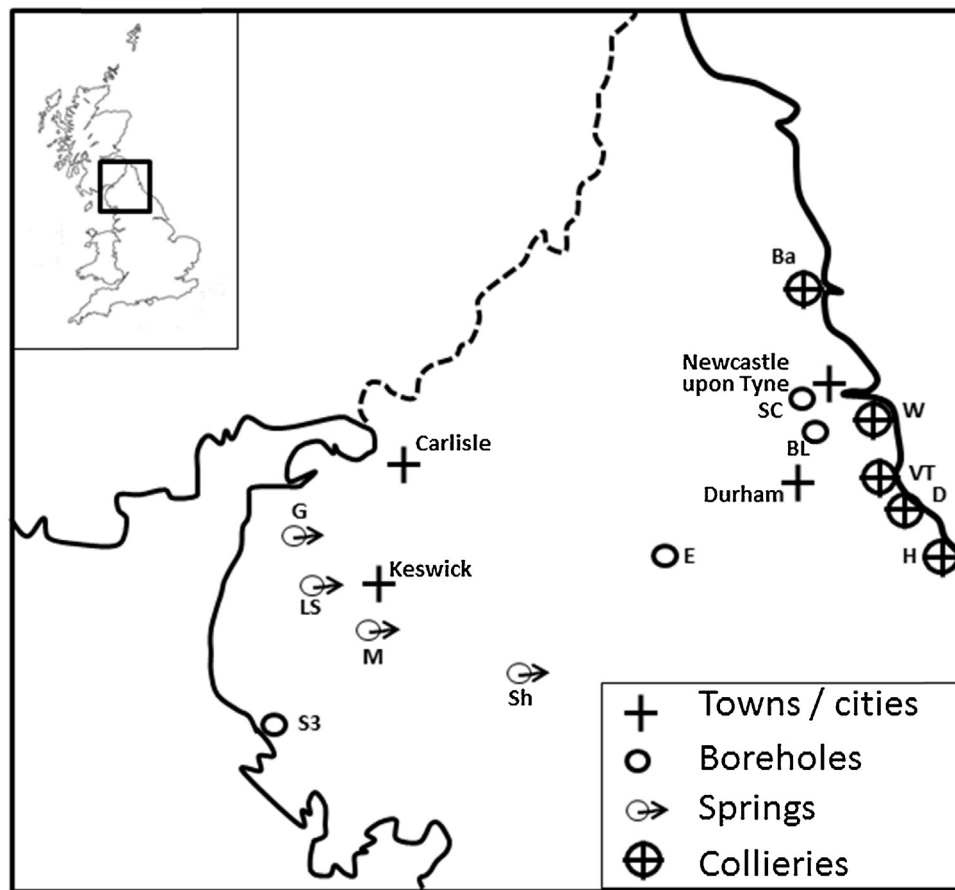 Ba
Newcastle
upon Tyne
SC
W
BL
Carlisle
VT
Durham
D
G
E
H
Keswick
LS
M
Sh
S3
Towns / cities
Boreholes
Springs
Collieries